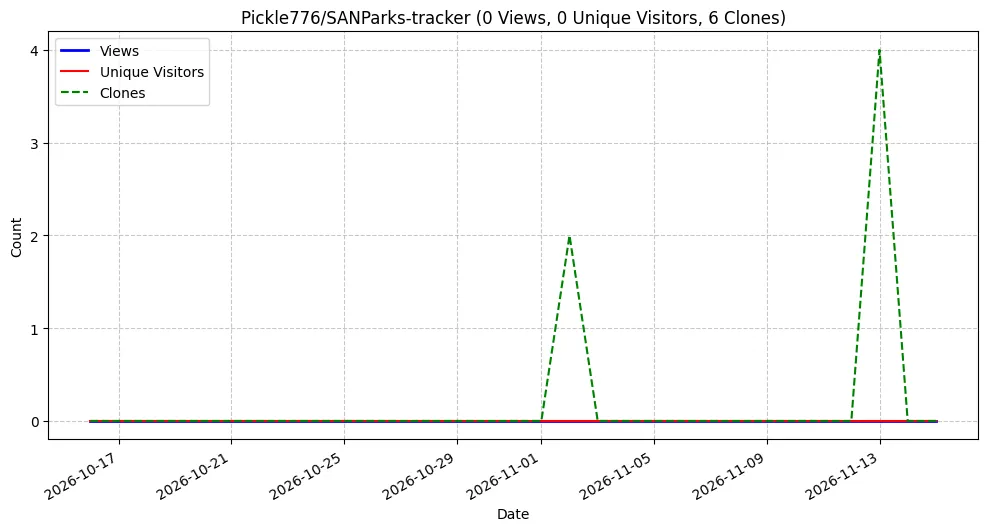 Pickle776/SANParks-tracker (0 Views, 0 Unique Visitors, 6 Clones)
Views
Unique Visitors
Clones
4
3
2
1
0
Count
2026-10-17
2026-10-21
2026-10-25
2026-10-29
2026-11-01
2026-11-05
2026-11-09
2026-11-13
Date